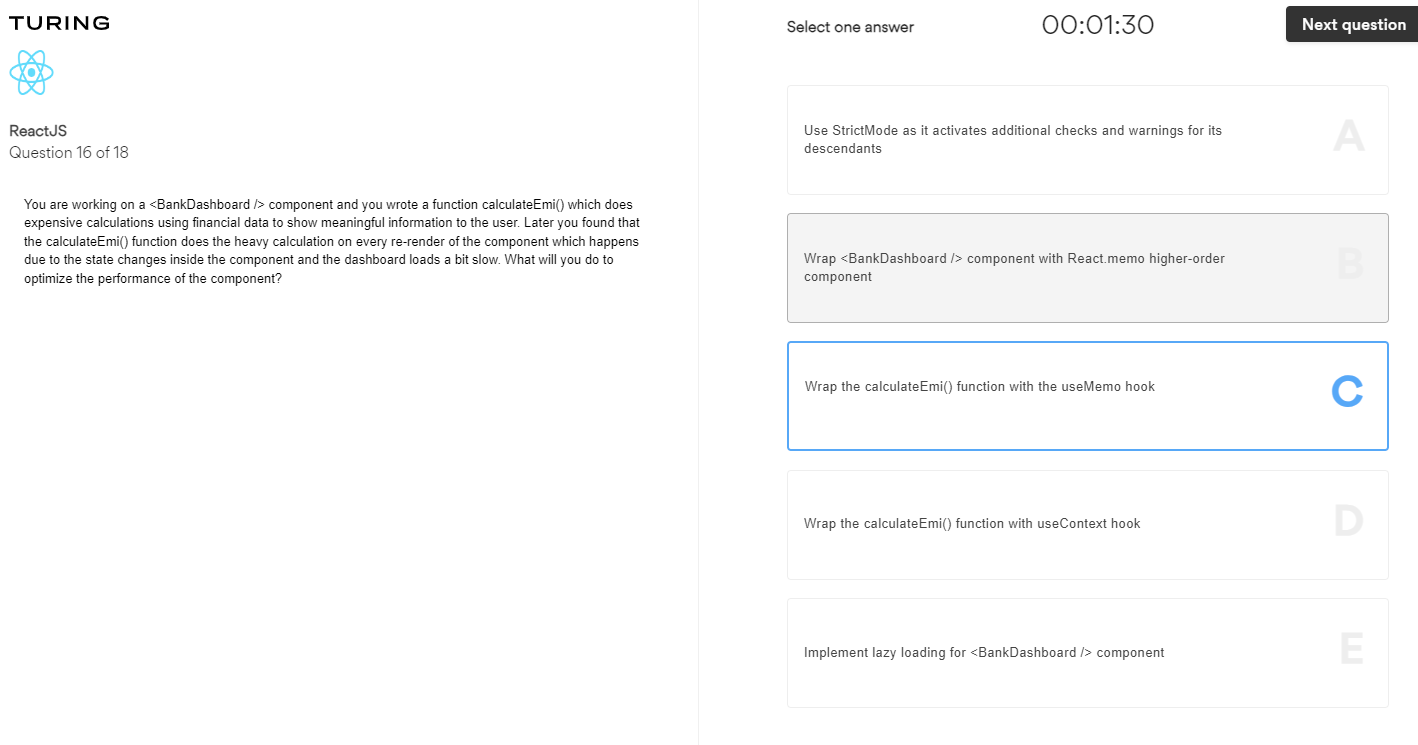 TURING
ReactJS
Question 16 of 18
You are working on a <BankDashboard /> component and you wrote a function calculateEmi() which does
expensive calculations using financial data to show meaningful information to the user. Later you found that
the calculateEmi() function does the heavy calculation on every re-render of the component which happens
due to the state changes inside the component and the dashboard loads a bit slow. What will you do to
optimize the performance of the component?
Select one answer
00:01:30
Next question
Use StrictMode as it activates additional checks and warnings for its
descendants
A
Wrap <BankDashboard /> component with React.memo higher-order
component
B
Wrap the calculateEmi() function with the useMemo hook
C
Wrap the calculateEmi() function with useContext hook
D
Implement lazy loading for <BankDashboard /> component
E